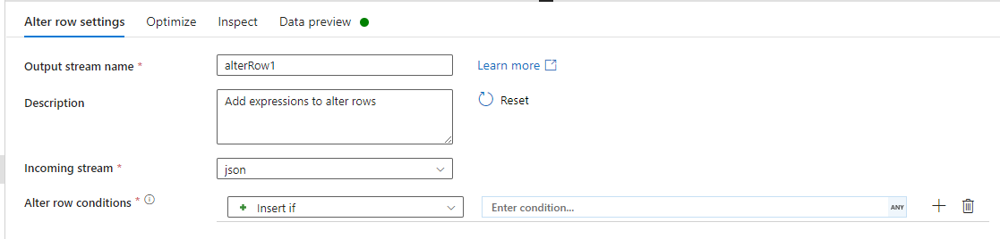 Alter row settings Optimize Inspect Data preview
Output stream name * alterRow1 Learn more
Description Add expressions to alter rows Reset
Incoming stream * json
Alter row conditions * Insert if Enter condition... ANY